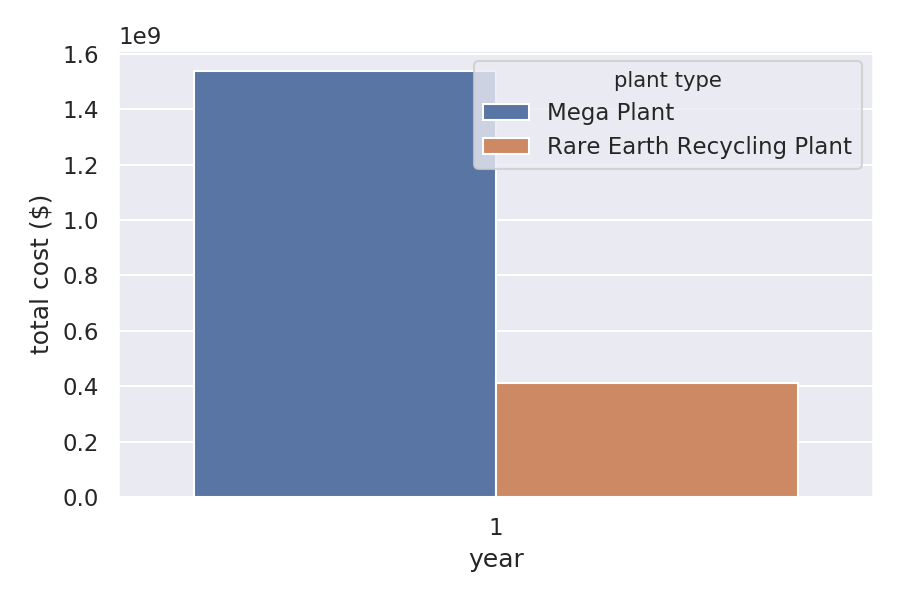 1e9
1.6
1.4
1.2
1.0
0.8
0.6
0.4
0.2
0.0
total cost ($)
plant type
Mega Plant
Rare Earth Recycling Plant
1
year